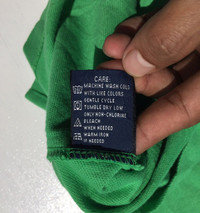 CARE:
MACHINE WASH COLD
WITH LIKE COLORS
GENTLE CYCLE
TUMBLE DRY LOW
ONLY NON-CHLORINE
BLEACH
WHEN NEEDED
WARM IRON
IF NEEDED